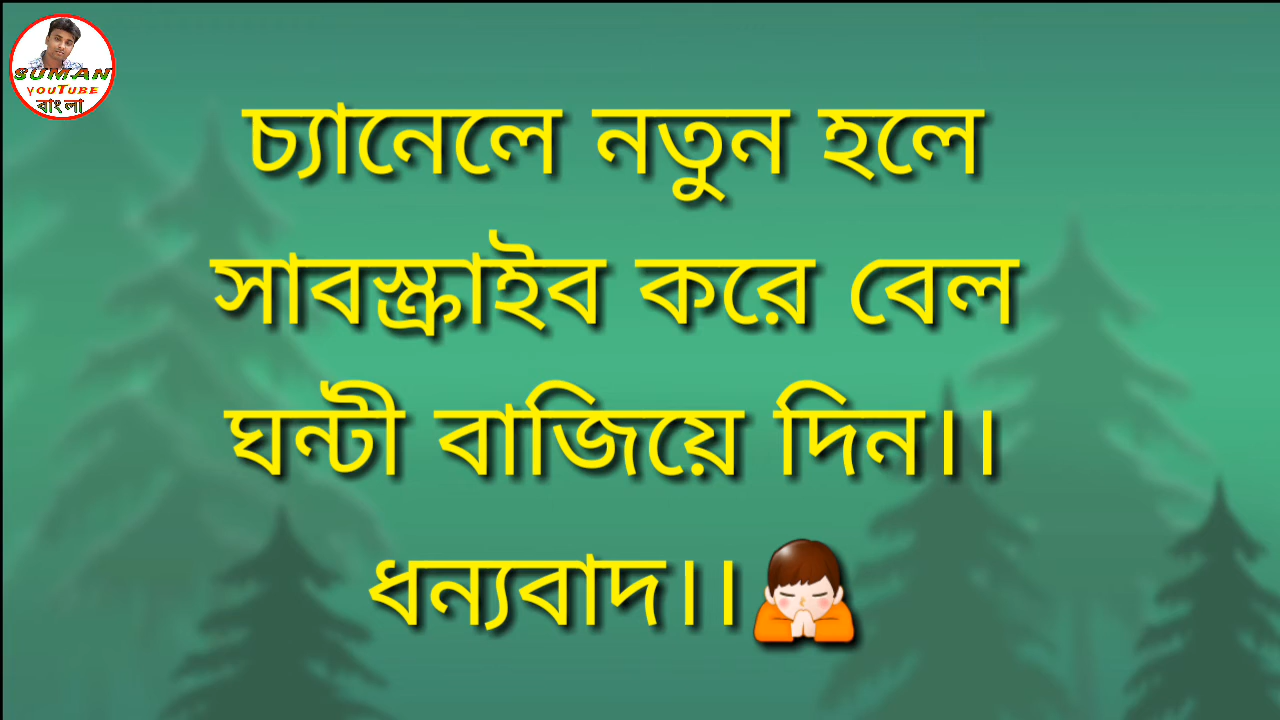 SUMAN
YOUTUBE
বাংলা
চ্যানেলে নতুন হলে
সাবস্ক্রাইব করে বেল
ঘন্টী বাজিয়ে দিন।।
ধন্যবাদ।।